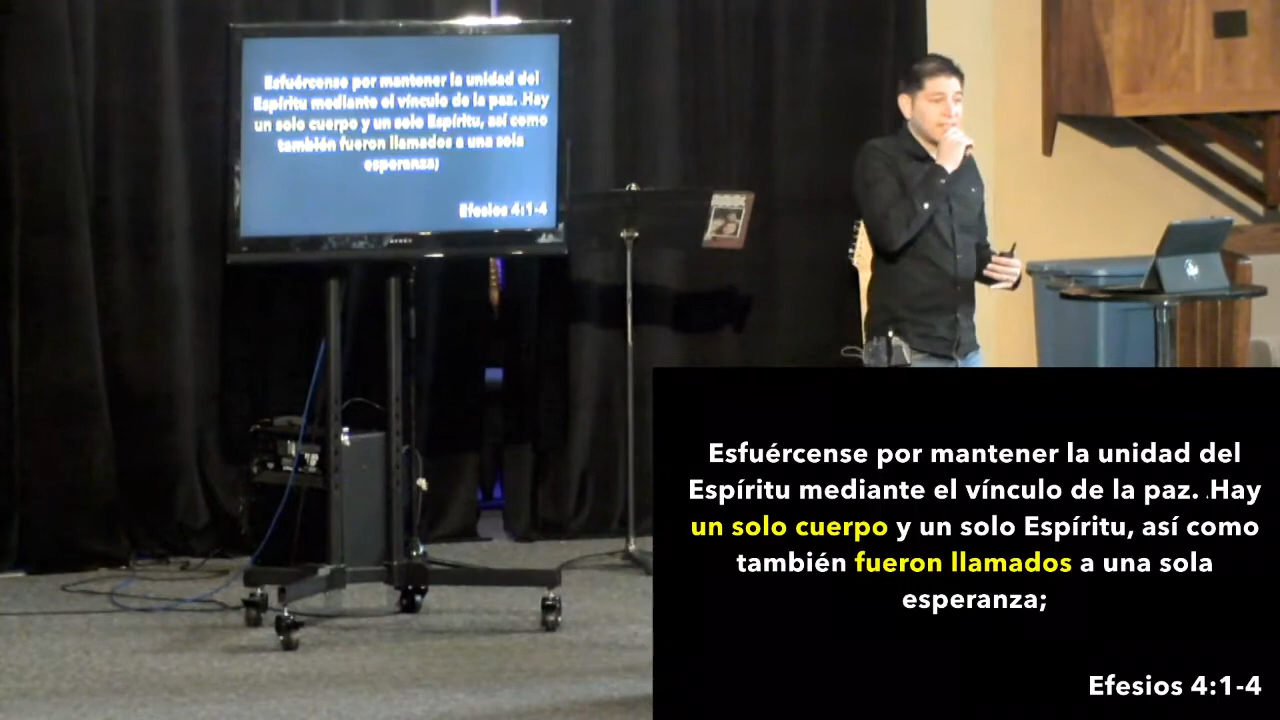 Esfuércense por mantener la unidad del
Espíritu mediante el vínculo de la paz. .Hay
un solo cuerpo y un solo Espíritu, así como
también fueron llamados a una sola
esperanza;
Efesios 4:1-4
Esfuércense por mantener la unidad del
Espíritu mediante el vínculo de la paz. .Hay
un solo cuerpo y un solo Espíritu, así como
también fueron llamados a una sola
esperanza;
Efesios 4:1-4